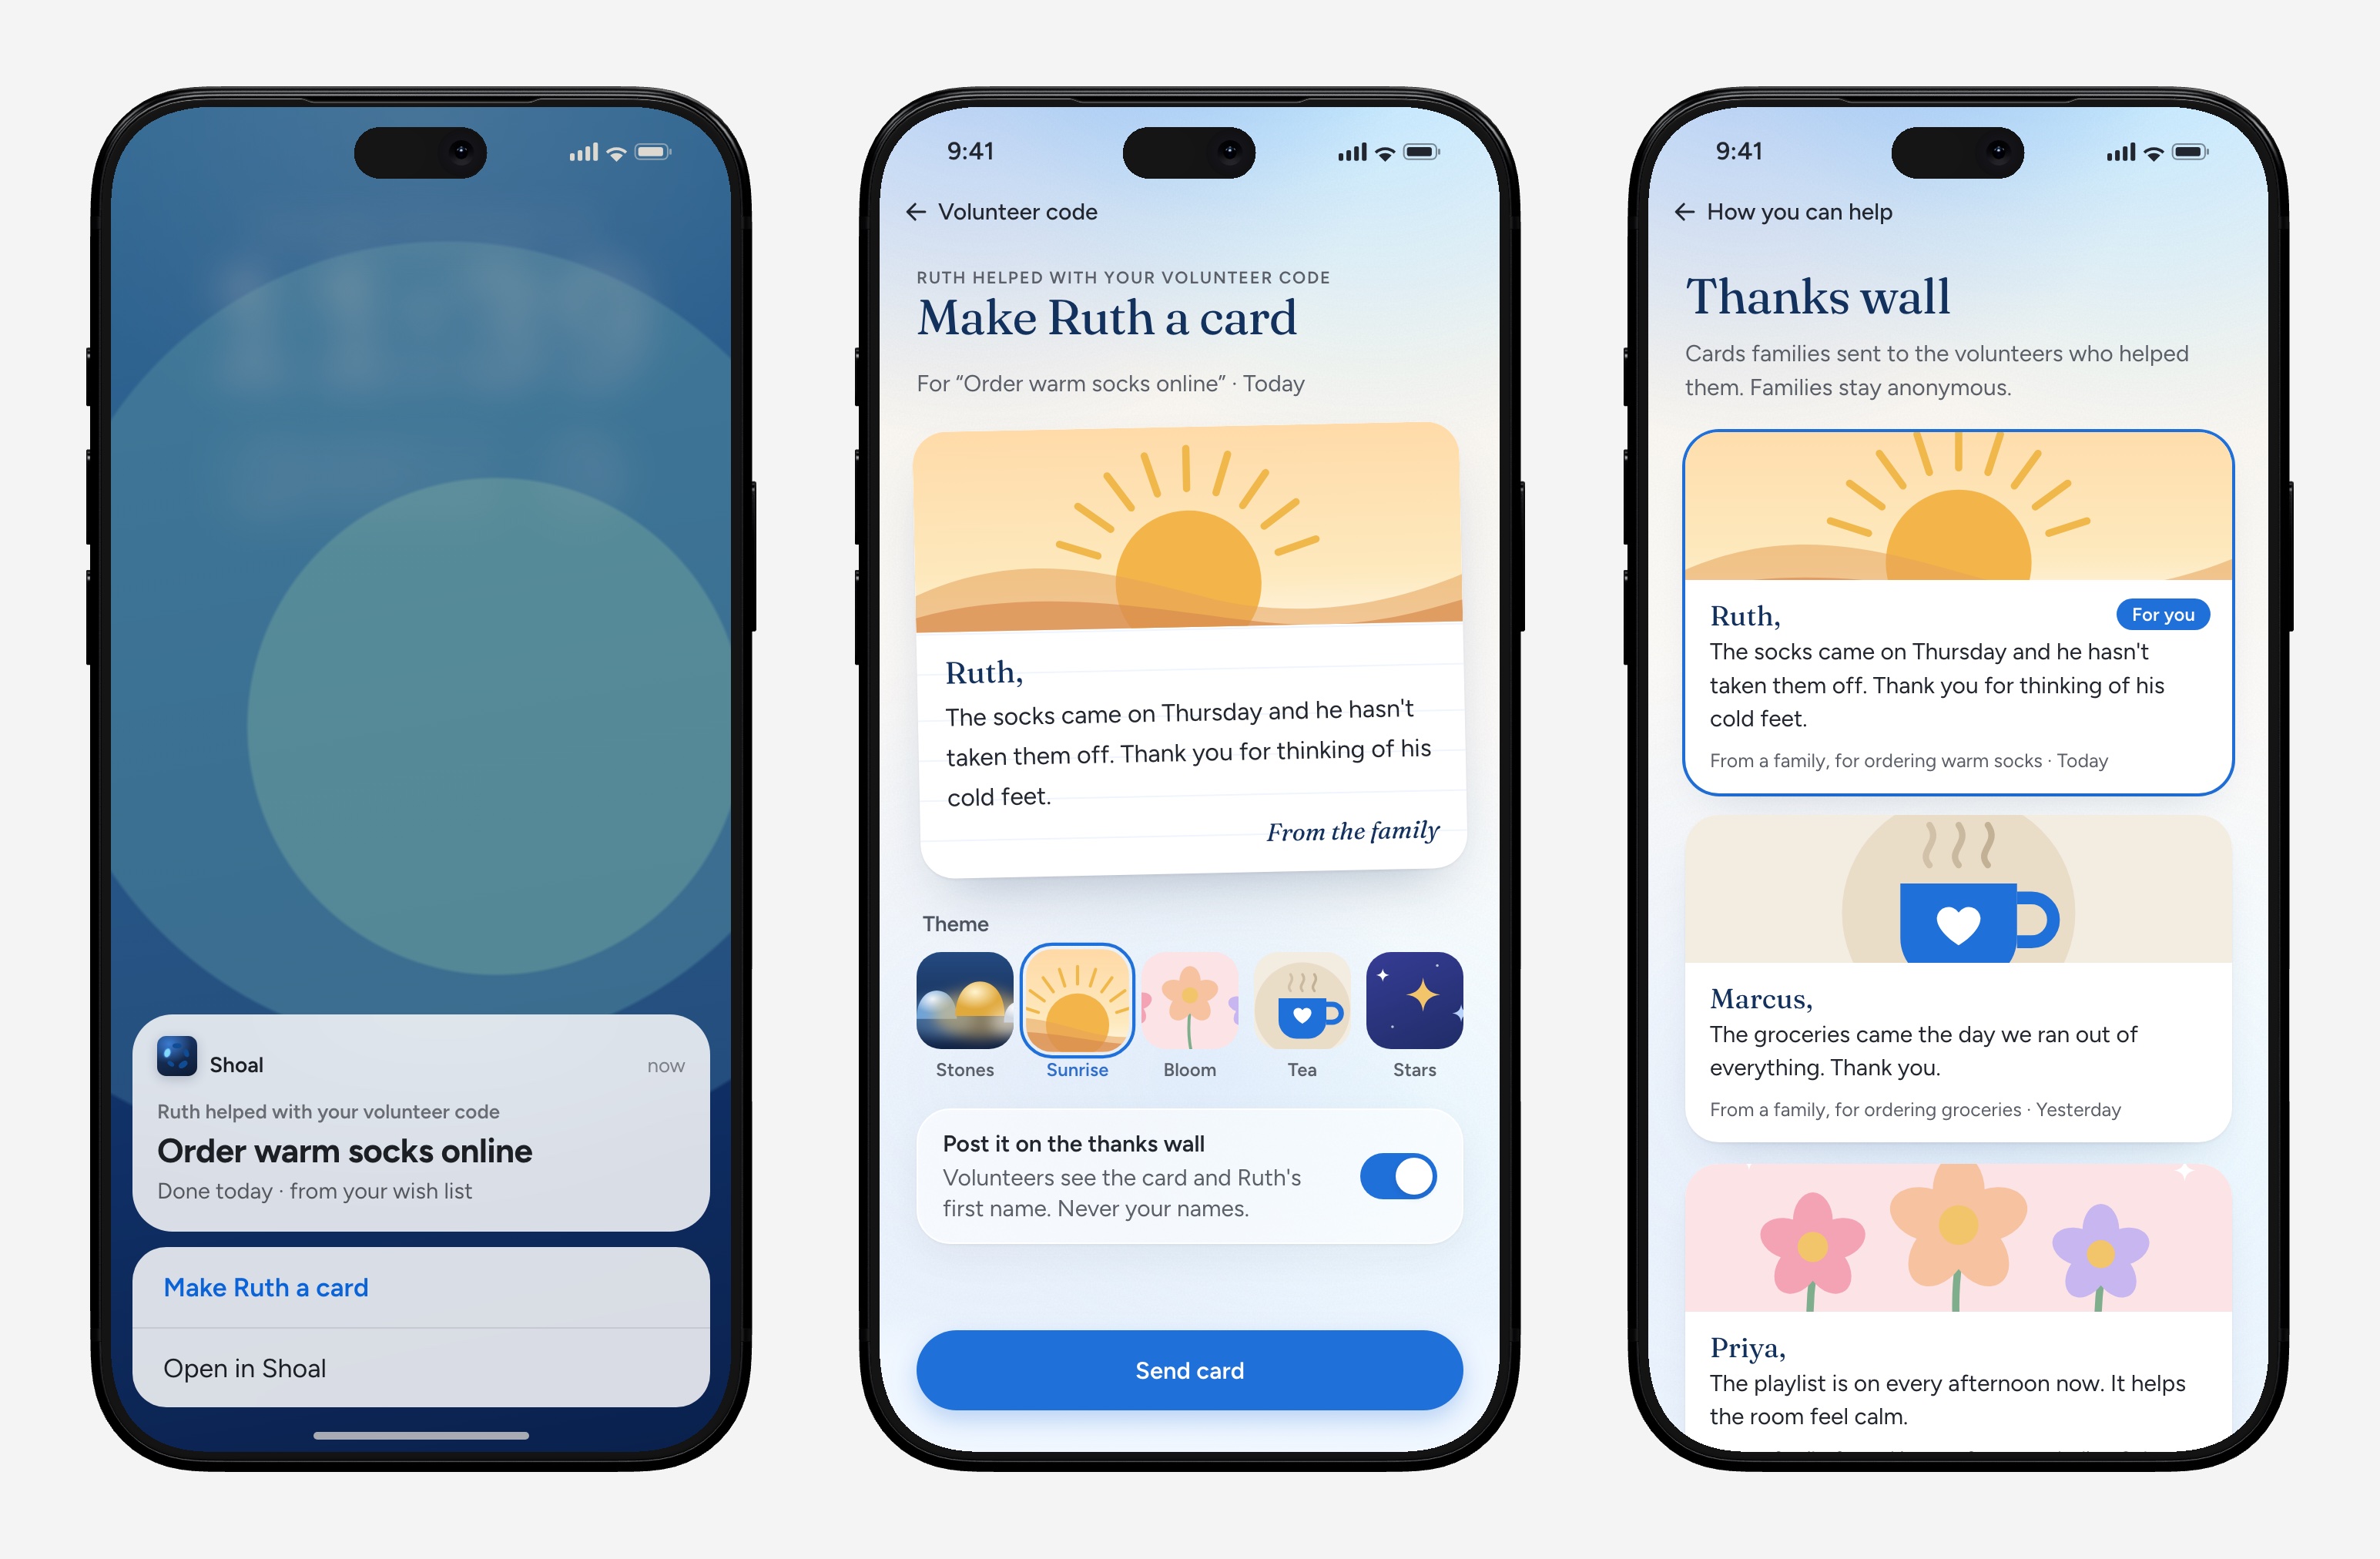 Shoal
now
Ruth helped with your volunteer code
Order warm socks online
Done today · from your wish list
Make Ruth a card
Open in Shoal
9:41
Volunteer code
RUTH HELPED WITH YOUR VOLUNTEER CODE
Make Ruth a card
For “Order warm socks online” · Today
Ruth,
The socks came on Thursday and he hasn't
taken them off. Thank you for thinking of his
cold feet.
From the family
Theme
Stones
Sunrise
Bloom
Tea
Stars
Post it on the thanks wall
Volunteers see the card and Ruth's
first name. Never your names.
Send card
9:41
How you can help
Thanks wall
Cards families sent to the volunteers who helped
them. Families stay anonymous.
Ruth,
For you
The socks came on Thursday and he hasn't
taken them off. Thank you for thinking of his
cold feet.
From a family, for ordering warm socks · Today
Marcus,
The groceries came the day we ran out of
everything. Thank you.
From a family, for ordering groceries · Yesterday
Priya,
The playlist is on every afternoon now. It helps
the room feel calm.